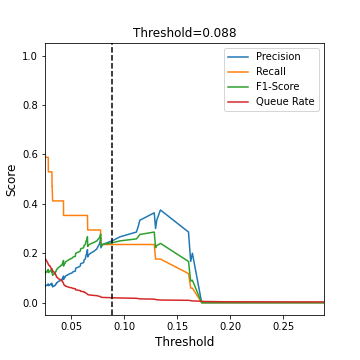 Threshold=0.088
Precision
Recall
F1-Score
Queue Rate
1.0
0.8
0.6
0.4
0.2
0.0
Score
0.05 0.10 0.15 0.20 0.25
Threshold